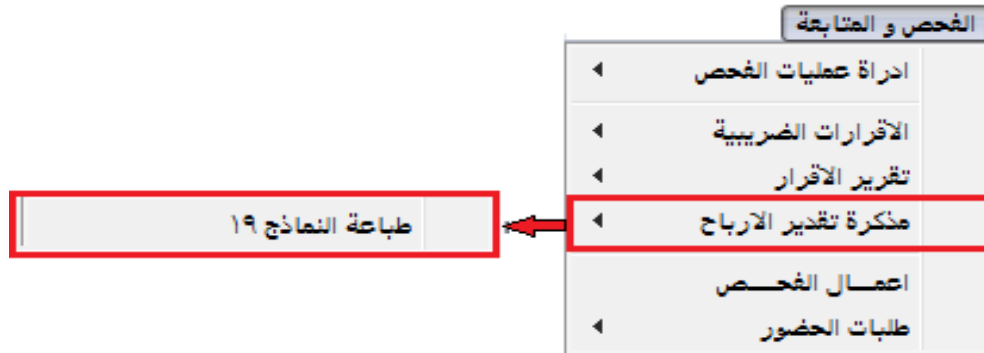 الفحص و المتابعة
ادراة عمليات الفحص
الاقرارات الضريبية
تقرير الاقرار
مذكرة تقدير الارباح
طباعة النماذج ١٩
اعمـــال الفحـــص
طلبات الحضور